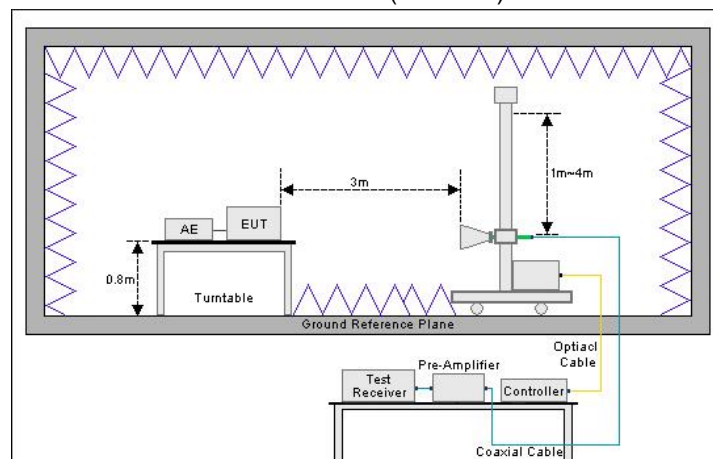 3m
1m~4m
AE
EUT
0.8m
Turntable
Ground Reference Plane
Optiacl
Cable
Pre-Amplifier
Test
Receiver
Controller
Coaxial Cable